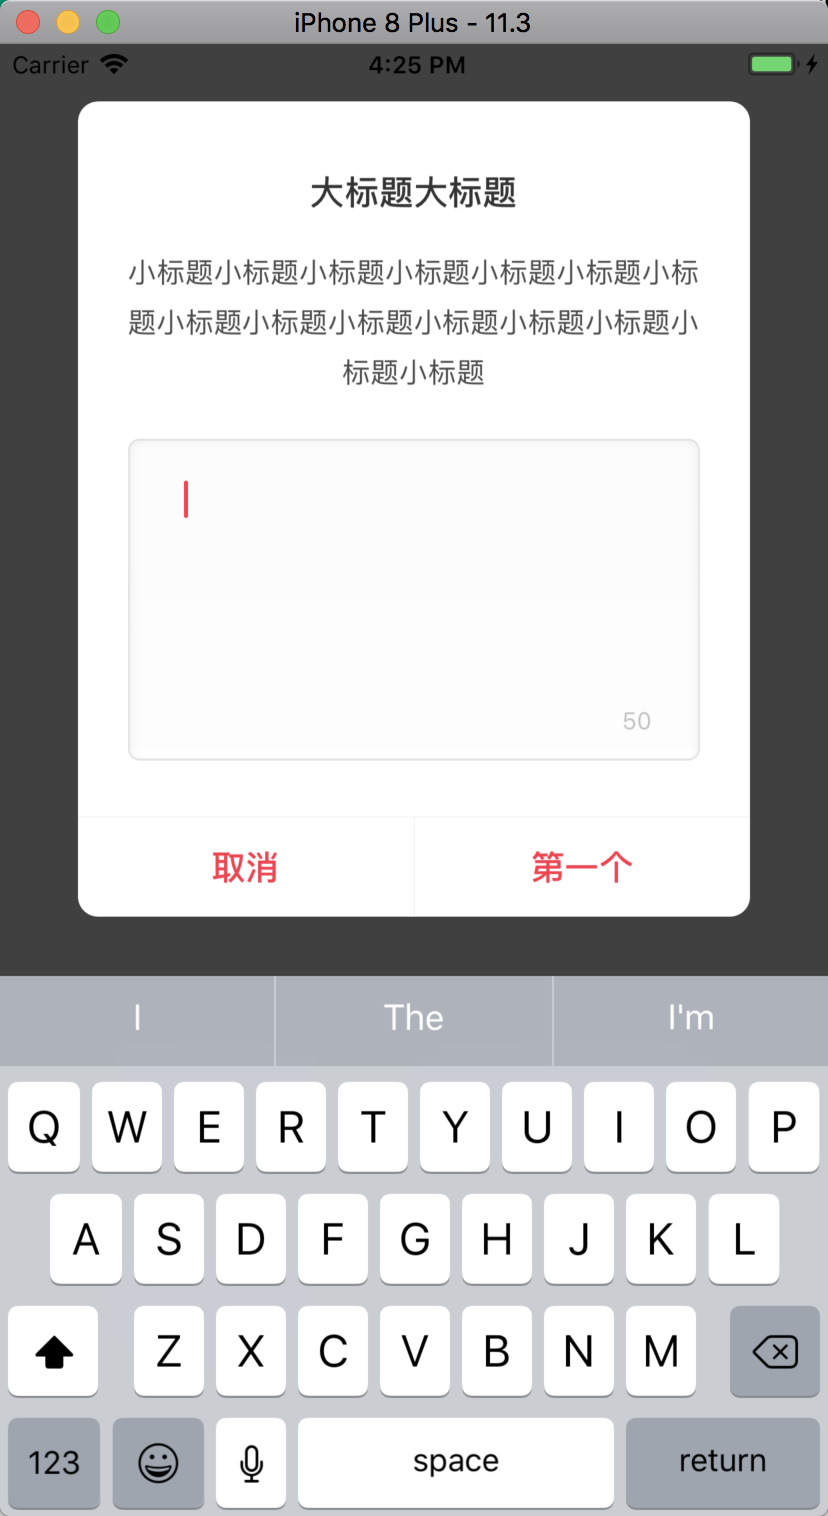 iPhone 8 Plus - 11.3
Carrier 4:25 PM
大标题大标题
小标题小标题小标题小标题小标题小标题小标
题小标题小标题小标题小标题小标题小标题小
标题小标题
50
取消 第一个
I The I'm
Q W E R T Y U I O P
A S D F G H J K L
Z X C V B N M
123 space return